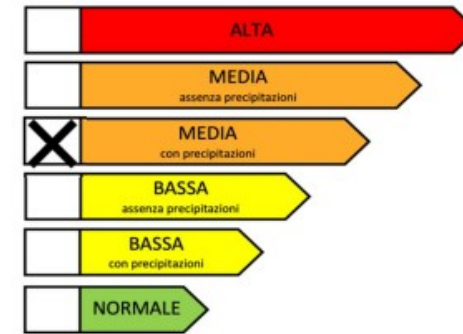 ALTA
MEDIA
assenza precipitazioni
MEDIA
con precipitazioni
BASSA
assenza precipitazioni
BASSA
con precipitazioni
NORMALE